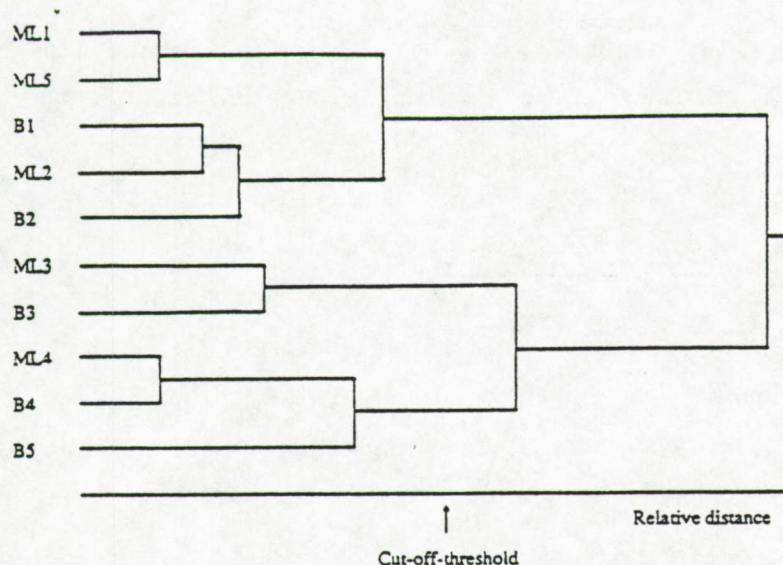 ML1
ML5
B1
ML2
B2
ML3
B3
ML4
B4
B5
Relative distance
Cut-off-threshold